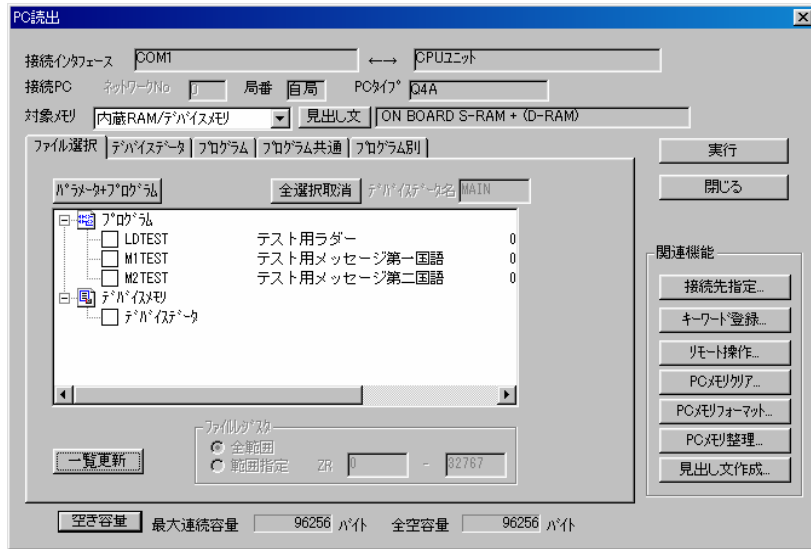 PC読出
接続インタフェース COM1 ←→ CPUユニット
接続PC ネットワークNo 0 局番 自局 PCタイプ Q4A
対象メモリ 内蔵RAM/デバイスメモリ 見出し文 ON BOARD S-RAM + (D-RAM)
ファイル選択 デバイスデータ プログラム プログラム共通 プログラム別
実行
閉じる
パラメータ+プログラム 全選択取消 デバイスデータ名 MAIN
プログラム
LDTEST テスト用ラダー 0
M1TEST テスト用メッセージ第一国語 0
M2TEST テスト用メッセージ第二国語 0
デバイスメモリ
デバイスデータ
関連機能
接続先指定...
キーワード登録...
リモート操作...
PCメモリクリア...
PCメモリフォーマット...
PCメモリ整理...
見出し文作成...
ファイルレジスター
全範囲
範囲指定 ZR 0 - 32767
一覧更新
空き容量 最大連続容量 96256 バイト 全空容量 96256 バイト